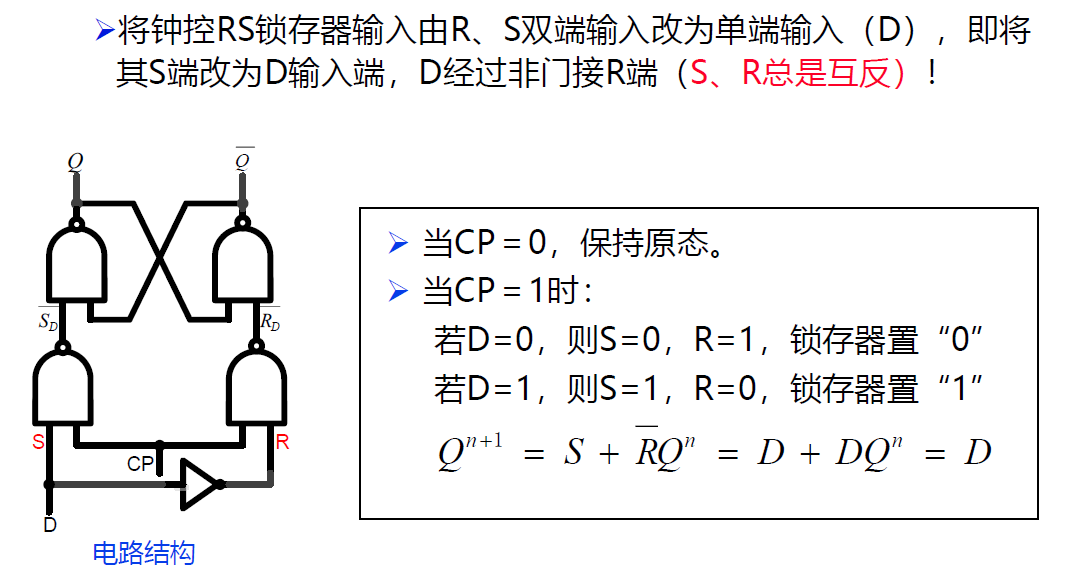 ➢将钟控RS锁存器输入由R、S双端输入改为单端输入（D），即将
其S端改为D输入端，D经过非门接R端（S、R总是互反）！
Q
\overline{Q}
\overline{S_D}
\overline{R_D}
S
R
CP
D
电路结构
➢ 当CP＝0，保持原态。
➢ 当CP＝1时：
若D=0，则S=0，R=1，锁存器置“0”
若D=1，则S=1，R=0，锁存器置“1”
Q^{n+1} = S + \overline{R}Q^n = D + DQ^n = D